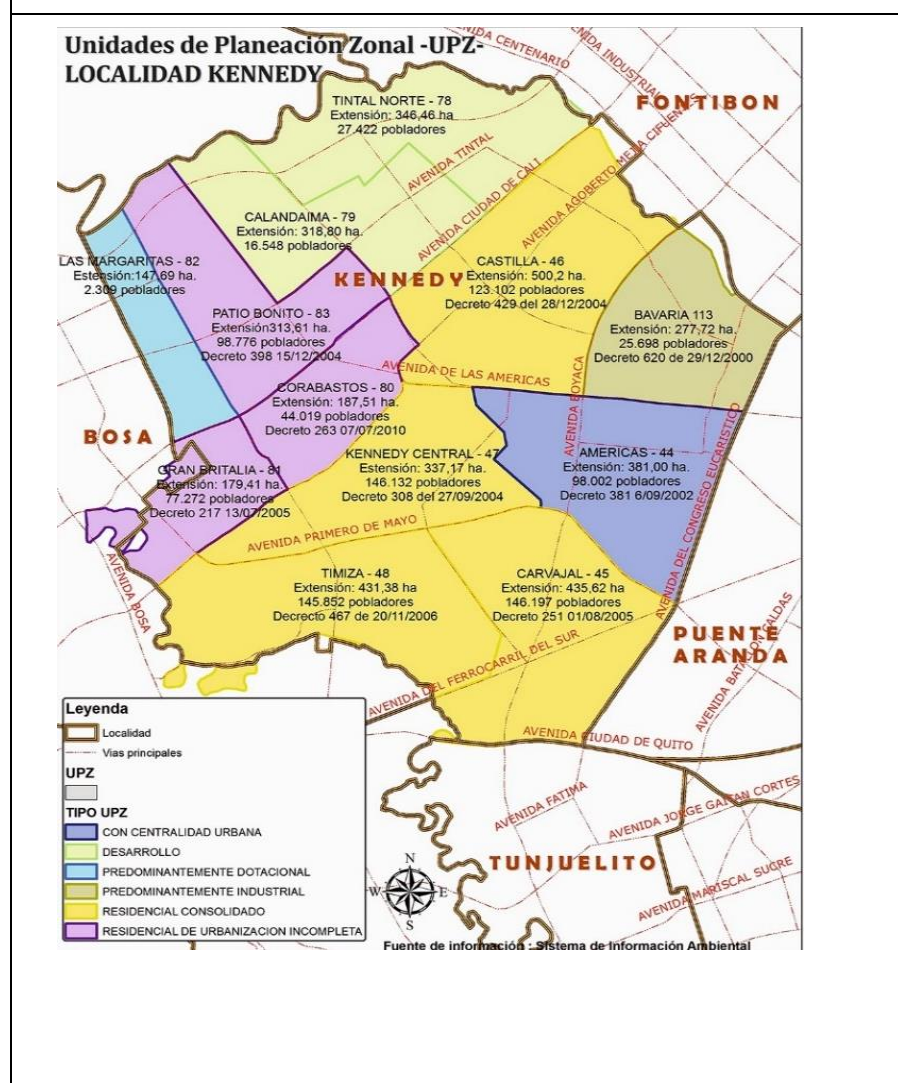 Unidades de Planeación Zonal -UPZ-
LOCALIDAD KENNEDY
AVENIDA CENTENARIO
AVENIDA INDUSTRIAL
FONTIBON
TINTAL NORTE - 78
Extensión: 346,46 ha
27.422 pobladores
AVENIDA TINTAL
AVENIDA CIUDAD DE CALI
AVENIDA AGOBERTO MEJIA CIFUENTES
CALANDAIMA - 79
Extensión: 318,80 ha
16.548 pobladores
LAS MARGARITAS - 82
Estensión:147,69 ha.
2.309 pobladores
KENNEDY
CASTILLA - 46
Extensión: 500,2 ha.
123.102 pobladores
Decreto 429 del 28/12/2004
PATIO BONITO - 83
Extensión313,61 ha.
98.776 pobladores
Decreto 398 15/12/2004
BAVARIA 113
Extensión: 277,72 ha.
25.698 pobladores
Decreto 620 de 29/12/2000
AVENIDA DE LAS AMERICAS
AVENIDA BOYACA
CORABASTOS - 80
Extensión: 187,51 ha.
44.019 pobladores
Decreto 263 07/07/2010
BOSA
KENNEDY CENTRAL - 47
Estensión: 337,17 ha.
146.132 pobladores
Decreto 308 del 27/09/2004
AMERICAS - 44
Extensión: 381,00 ha.
98.002 pobladores
Decreto 381 6/09/2002
AVENIDA DEL CONGRESO EUCARISTICO
GRAN BRITALIA - 81
Extensión: 179,41 ha.
77.272 pobladores
Decreto 217 13/07/2005
AVENIDA PRIMERO DE MAYO
AVENIDA BOSA
TIMIZA - 48
Extensión: 431,38 ha
145.852 pobladores
Decrecto 467 de 20/11/2006
CARVAJAL - 45
Extensión: 435,62 ha
146.197 pobladores
Decreto 251 01/08/2005
PUENTE
ARANDA
AVENIDA BATALLON CALDAS
AVENIDA DEL FERROCARRIL DEL SUR
AVENIDA CIUDAD DE QUITO
AVENIDA FATIMA
AVENIDA JORGE GAITAN CORTES
TUNJUELITO
AVENIDA MARISCAL SUCRE
Leyenda
Localidad
Vias principales
UPZ
TIPO UPZ
CON CENTRALIDAD URBANA
DESARROLLO
PREDOMINANTEMENTE DOTACIONAL
PREDOMINANTEMENTE INDUSTRIAL
RESIDENCIAL CONSOLIDADO
RESIDENCIAL DE URBANIZACION INCOMPLETA
N
W
E
S
Fuente de información : Sistema de Información Ambiental